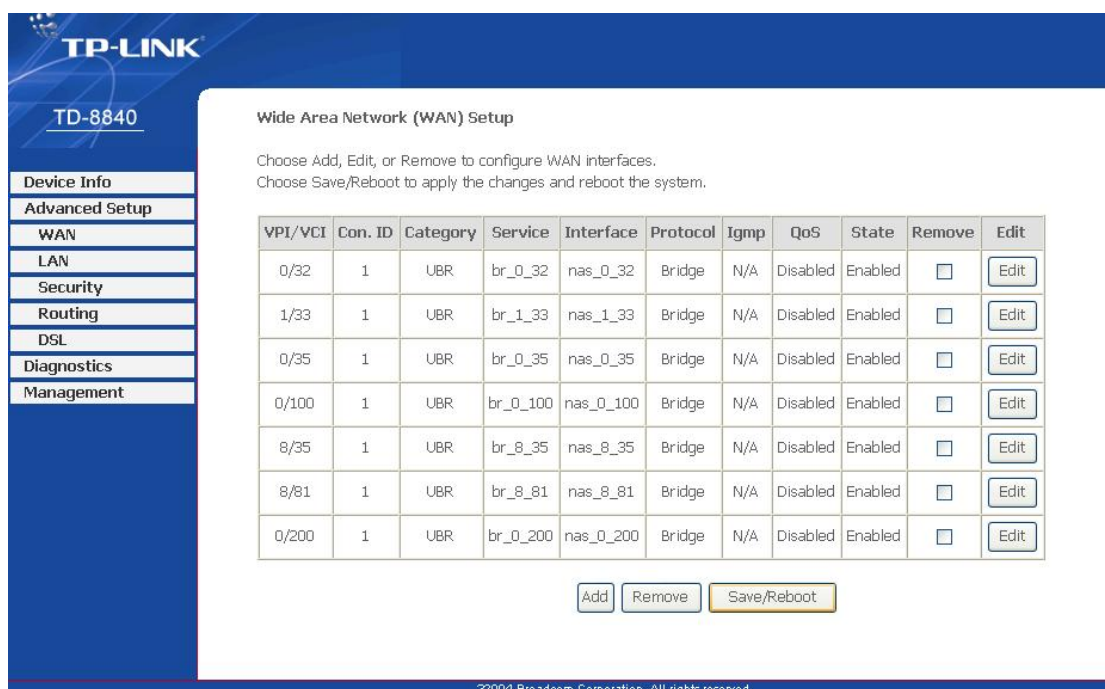 TP-LINK
TD-8840
Device Info
Advanced Setup
WAN
LAN
Security
Routing
DSL
Diagnostics
Management
Wide Area Network (WAN) Setup
Choose Add, Edit, or Remove to configure WAN interfaces.
Choose Save/Reboot to apply the changes and reboot the system.
VPI/VCI Con. ID Category Service Interface Protocol Igmp QoS State Remove Edit
0/32 1 UBR br_0_32 nas_0_32 Bridge N/A Disabled Enabled Edit
1/33 1 UBR br_1_33 nas_1_33 Bridge N/A Disabled Enabled Edit
0/35 1 UBR br_0_35 nas_0_35 Bridge N/A Disabled Enabled Edit
0/100 1 UBR br_0_100 nas_0_100 Bridge N/A Disabled Enabled Edit
8/35 1 UBR br_8_35 nas_8_35 Bridge N/A Disabled Enabled Edit
8/81 1 UBR br_8_81 nas_8_81 Bridge N/A Disabled Enabled Edit
0/200 1 UBR br_0_200 nas_0_200 Bridge N/A Disabled Enabled Edit
Add Remove Save/Reboot
Broadcom Corporation. All rights reserved.